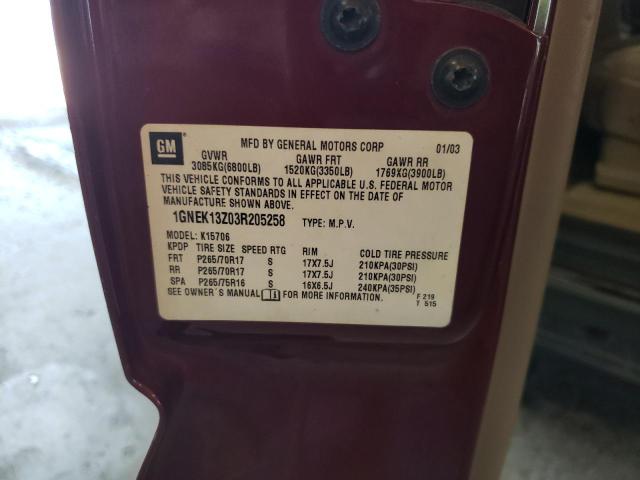 GM MFD BY GENERAL MOTORS CORP 01/03
GVWR GAWR FRT GAWR RR
3085KG(6800LB) 1520KG(3350LB) 1769KG(3900LB)
THIS VEHICLE CONFORMS TO ALL APPLICABLE U.S. FEDERAL MOTOR
VEHICLE SAFETY STANDARDS IN EFFECT ON THE DATE OF
MANUFACTURE SHOWN ABOVE.
1GNEK13Z03R205258 TYPE: M.P.V.
MODEL: K15706
KPDP TIRE SIZE SPEED RTG RIM COLD TIRE PRESSURE
FRT P265/70R17 S 17X7.5J 210KPA(30PSI)
RR P265/70R17 S 17X7.5J 210KPA(30PSI)
SPA P265/75R16 S 16X6.5J 240KPA(35PSI)
SEE OWNER'S MANUAL FOR MORE INFORMATION. F 219
T 515